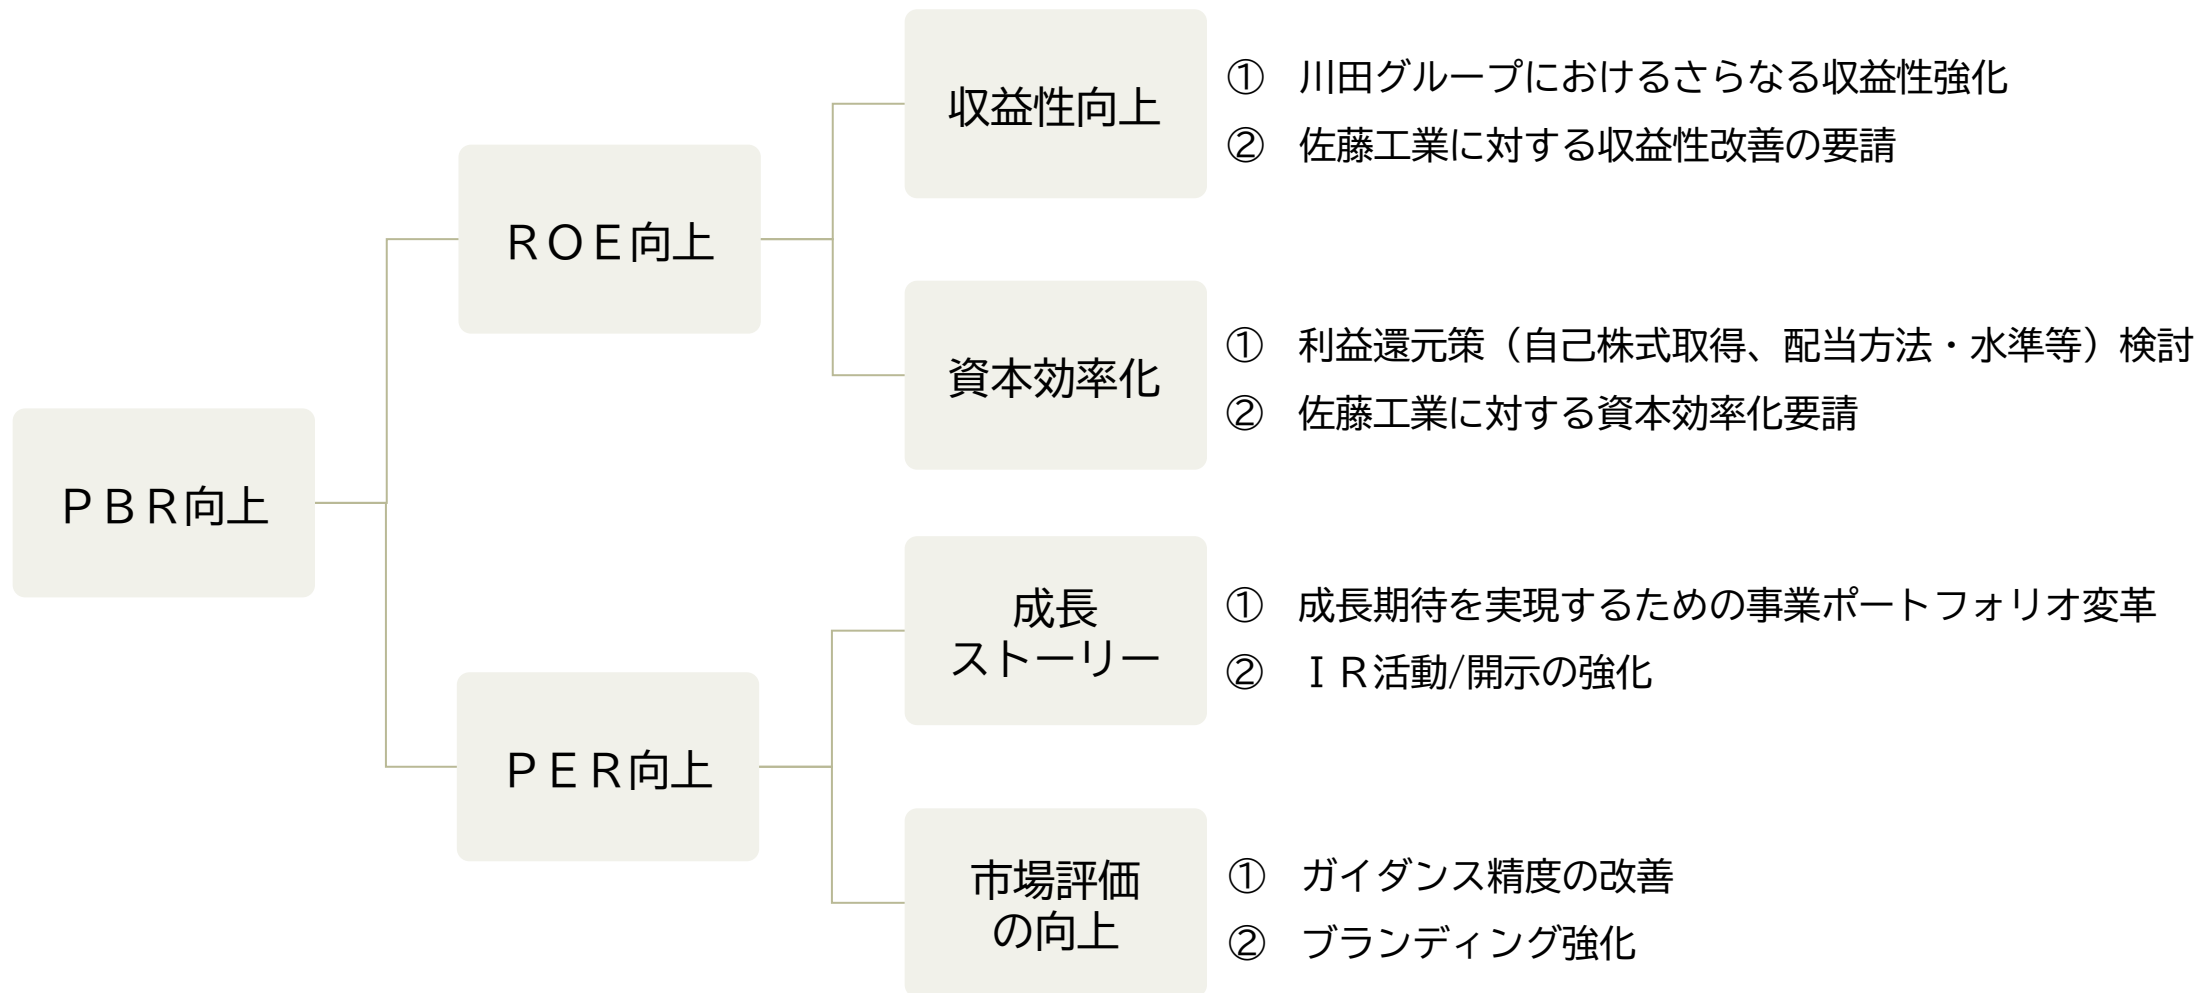 収益性向上
① 川田グループにおけるさらなる収益性強化
② 佐藤工業に対する収益性改善の要請
ＲＯＥ向上
資本効率化
① 利益還元策（自己株式取得、配当方法・水準等）検討
② 佐藤工業に対する資本効率化要請
ＰＢＲ向上
成長
ストーリー
① 成長期待を実現するための事業ポートフォリオ変革
② ＩＲ活動/開示の強化
ＰＥＲ向上
市場評価
の向上
① ガイダンス精度の改善
② ブランディング強化